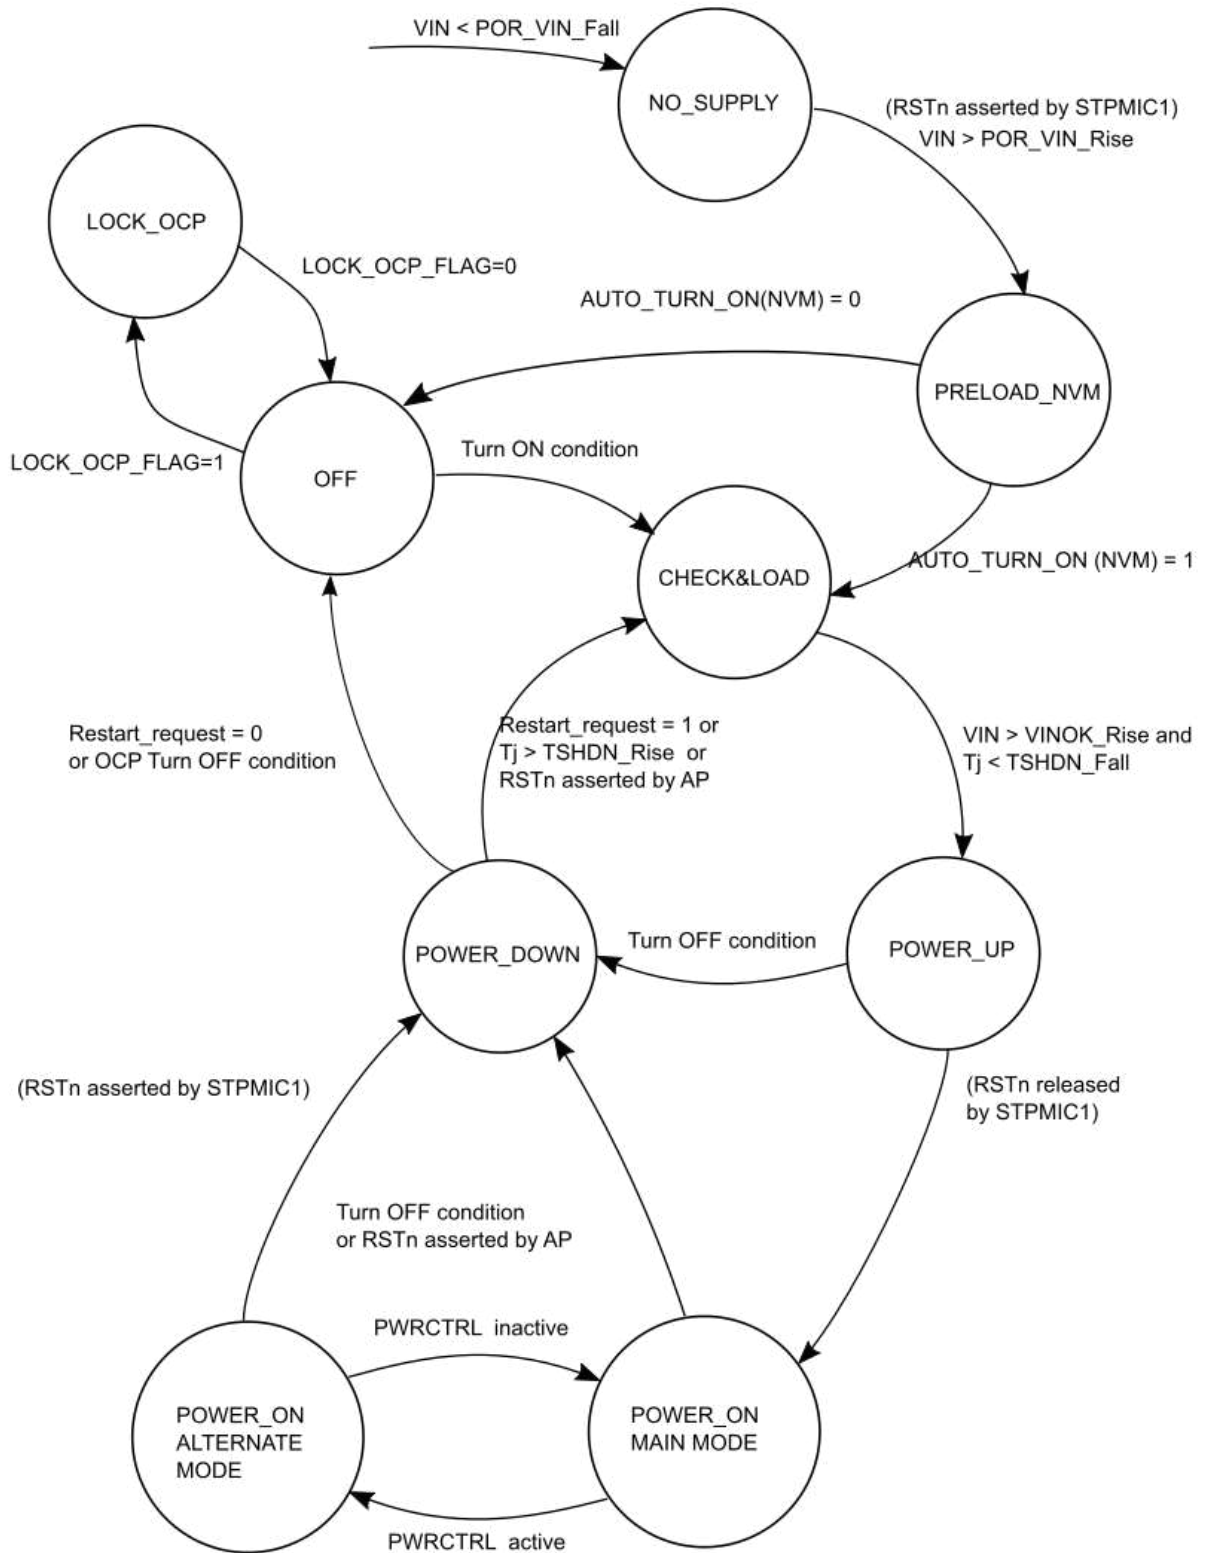 VIN < POR_VIN_Fall
NO_SUPPLY
(RSTn asserted by STPMIC1)
VIN > POR_VIN_Rise
LOCK_OCP
LOCK_OCP_FLAG=0
AUTO_TURN_ON(NVM) = 0
PRELOAD_NVM
LOCK_OCP_FLAG=1
OFF
Turn ON condition
AUTO_TURN_ON (NVM) = 1
CHECK&LOAD
Restart_request = 0
or OCP Turn OFF condition
Restart_request = 1 or
Tj > TSHDN_Rise or
RSTn asserted by AP
VIN > VINOK_Rise and
Tj < TSHDN_Fall
POWER_DOWN
Turn OFF condition
POWER_UP
(RSTn asserted by STPMIC1)
(RSTn released
by STPMIC1)
Turn OFF condition
or RSTn asserted by AP
PWRCTRL inactive
POWER_ON
ALTERNATE
MODE
POWER_ON
MAIN MODE
PWRCTRL active